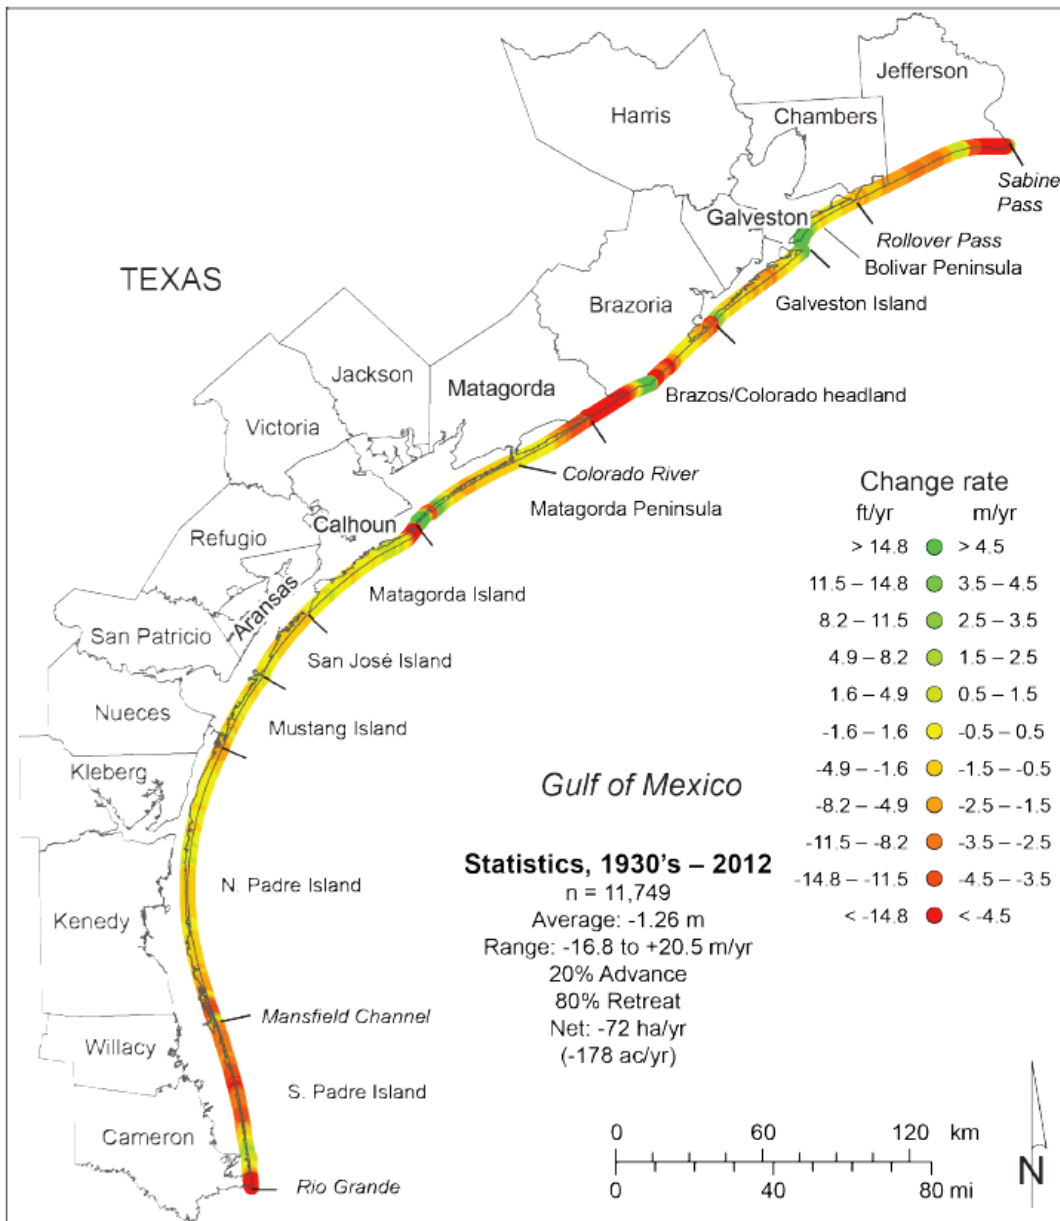 Jefferson
Harris
Chambers
Sabine
Pass
Galveston
Rollover Pass
Bolivar Peninsula
TEXAS
Brazoria
Galveston Island
Jackson
Matagorda
Brazos/Colorado headland
Victoria
Colorado River
Matagorda Peninsula
Calhoun
Refugio
Aransas
Matagorda Island
San Patricio
San José Island
Nueces
Mustang Island
Kleberg
Gulf of Mexico
N. Padre Island
Kenedy
Mansfield Channel
Willacy
S. Padre Island
Cameron
Rio Grande
Change rate
ft/yr m/yr
> 14.8 > 4.5
11.5 – 14.8 3.5 – 4.5
8.2 – 11.5 2.5 – 3.5
4.9 – 8.2 1.5 – 2.5
1.6 – 4.9 0.5 – 1.5
-1.6 – 1.6 -0.5 – 0.5
-4.9 – -1.6 -1.5 – -0.5
-8.2 – -4.9 -2.5 – -1.5
-11.5 – -8.2 -3.5 – -2.5
-14.8 – -11.5 -4.5 – -3.5
< -14.8 < -4.5
Statistics, 1930's – 2012
n = 11,749
Average: -1.26 m
Range: -16.8 to +20.5 m/yr
20% Advance
80% Retreat
Net: -72 ha/yr
(-178 ac/yr)
0 60 120 km
0 40 80 mi
N